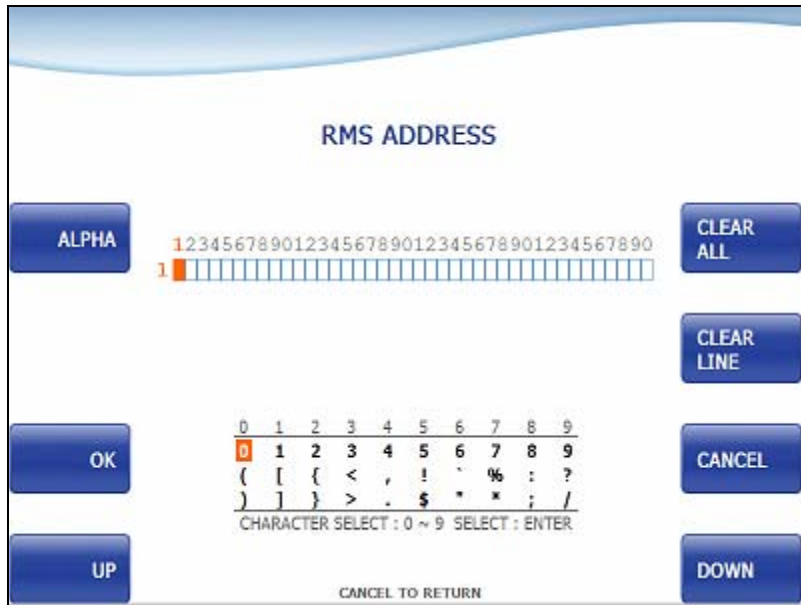 RMS ADDRESS
ALPHA
1234567890123456789012345678901234567890
CLEAR
ALL
1
CLEAR
LINE
0 1 2 3 4 5 6 7 8 9
0 1 2 3 4 5 6 7 8 9
( [ { < , ! ` % : ?
) ] } > . $ " * ; /
CHARACTER SELECT : 0 ~ 9 SELECT : ENTER
OK
CANCEL
UP
DOWN
CANCEL TO RETURN